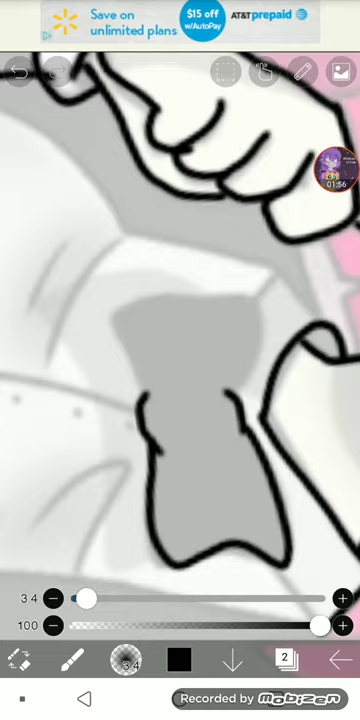 Save on
unlimited plans
$15 off
w/AutoPay
AT&T prepaid
01:56
3.4
100
3.4
2
Recorded by mobizen